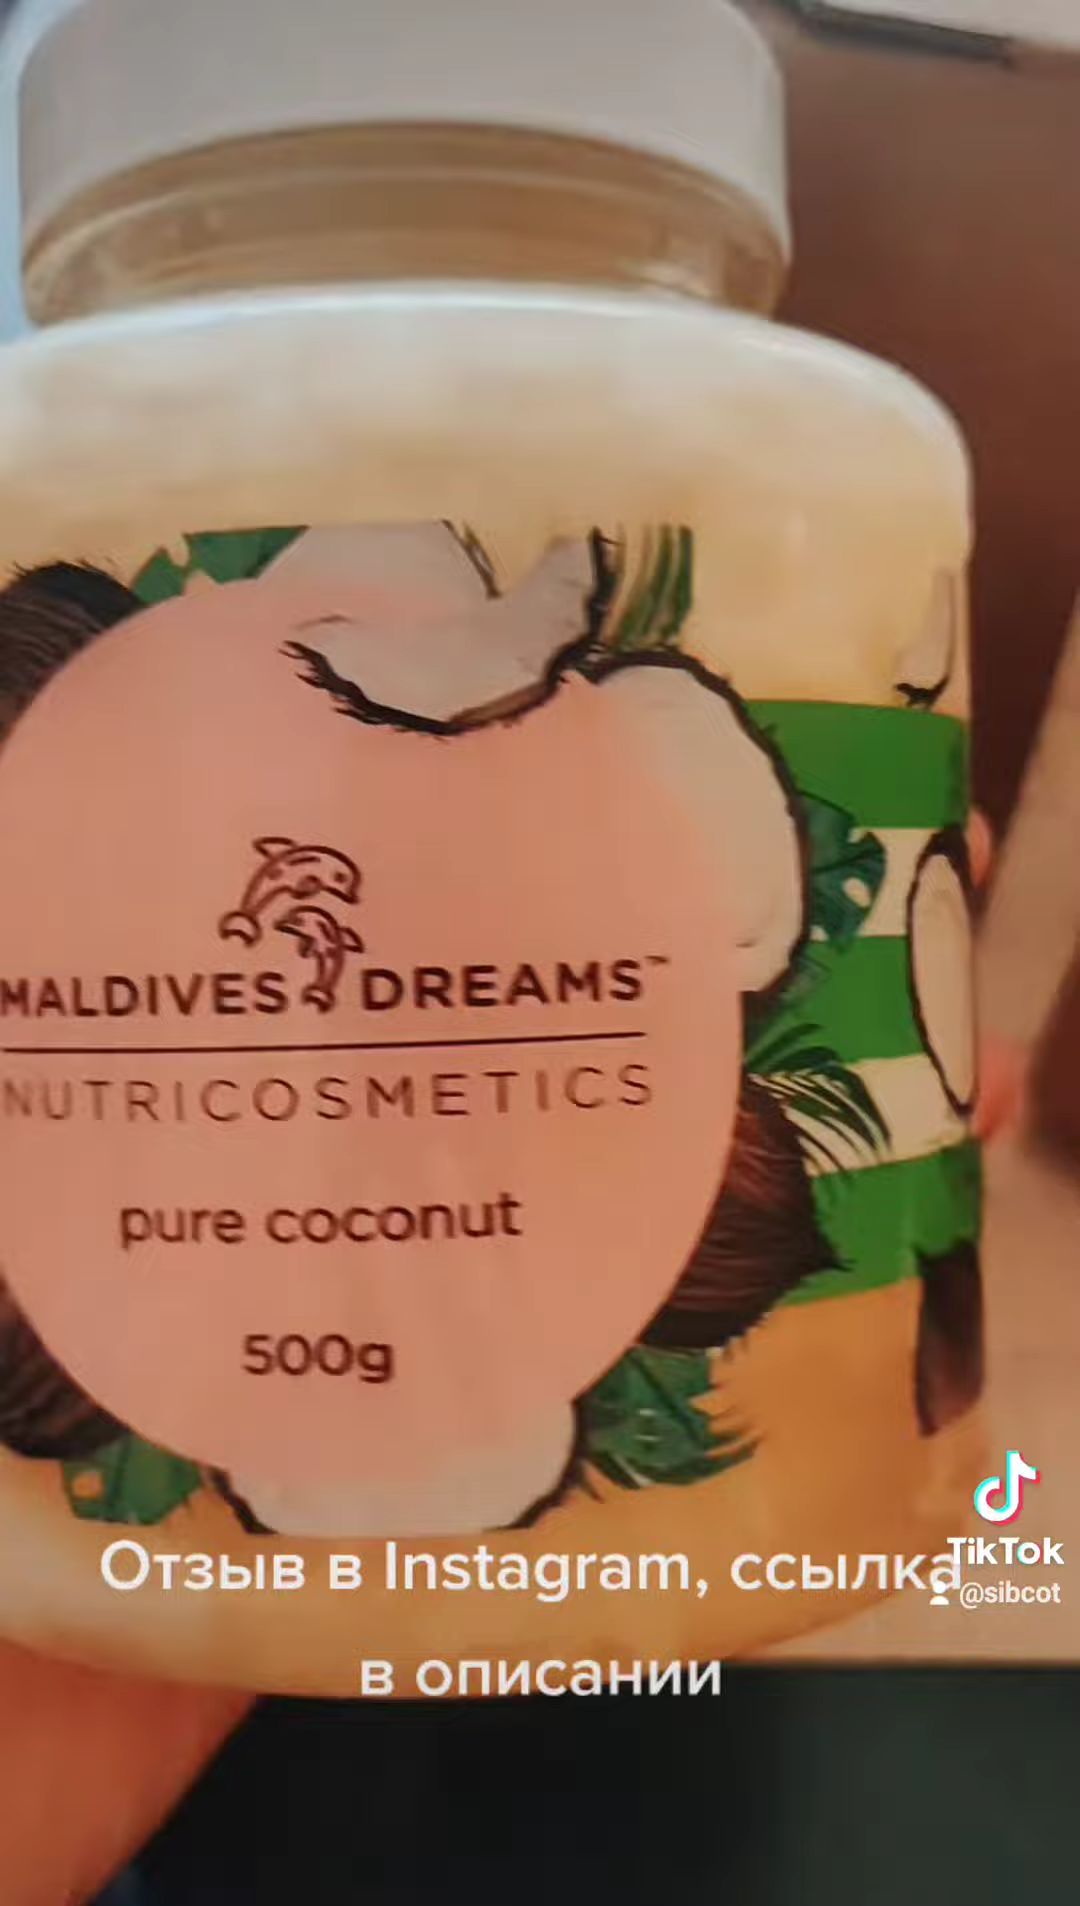 MALDIVES DREAMS™
NUTRICOSMETICS
pure coconut
500g
Отзыв в Instagram, ссылка
в описании
TikTok
@sibcot